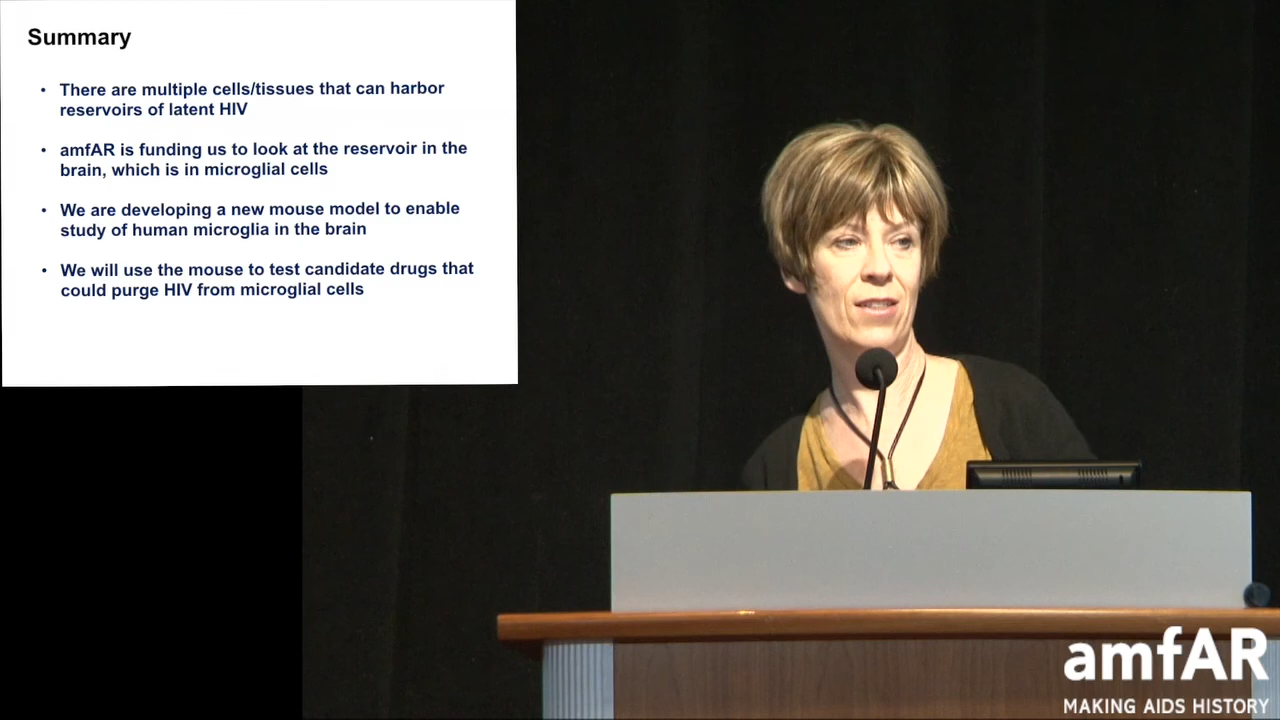 Summary
• There are multiple cells/tissues that can harbor
reservoirs of latent HIV
• amfAR is funding us to look at the reservoir in the
brain, which is in microglial cells
• We are developing a new mouse model to enable
study of human microglia in the brain
• We will use the mouse to test candidate drugs that
could purge HIV from microglial cells
amfAR
MAKING AIDS HISTORY